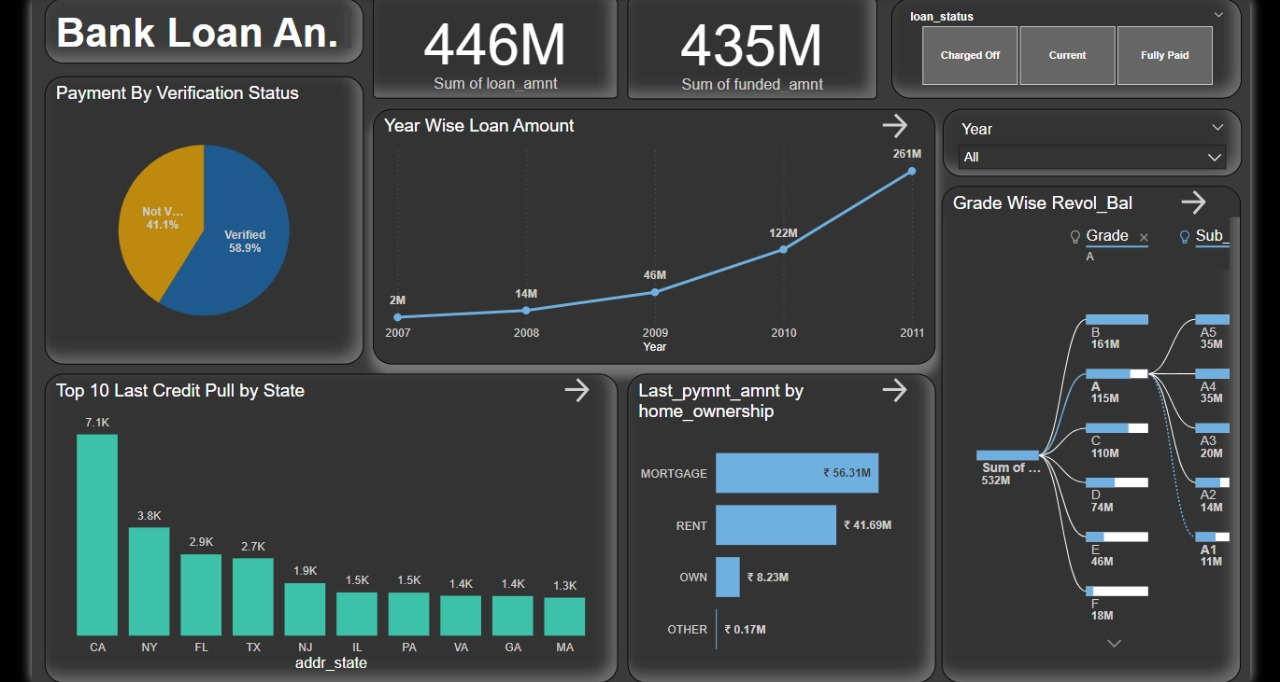 Bank Loan An.
446M
Sum of loan_amnt
435M
Sum of funded_amnt
loan_status
Charged Off
Current
Fully Paid
Payment By Verification Status
Not V...
41.1%
Verified
58.9%
Year Wise Loan Amount
2M
14M
46M
122M
261M
2007 2008 2009 2010 2011
Year
Year
All
Grade Wise Revol_Bal
Grade
Sub_
A
Sum of ...
532M
B
161M
A
115M
C
110M
D
74M
E
46M
F
18M
A5
35M
A4
35M
A3
20M
A2
14M
A1
11M
Top 10 Last Credit Pull by State
7.1K
3.8K
2.9K
2.7K
1.9K
1.5K
1.5K
1.4K
1.4K
1.3K
CA NY FL TX NJ IL PA VA GA MA
addr_state
Last_pymnt_amnt by
home_ownership
MORTGAGE ₹ 56.31M
RENT ₹ 41.69M
OWN ₹ 8.23M
OTHER ₹ 0.17M